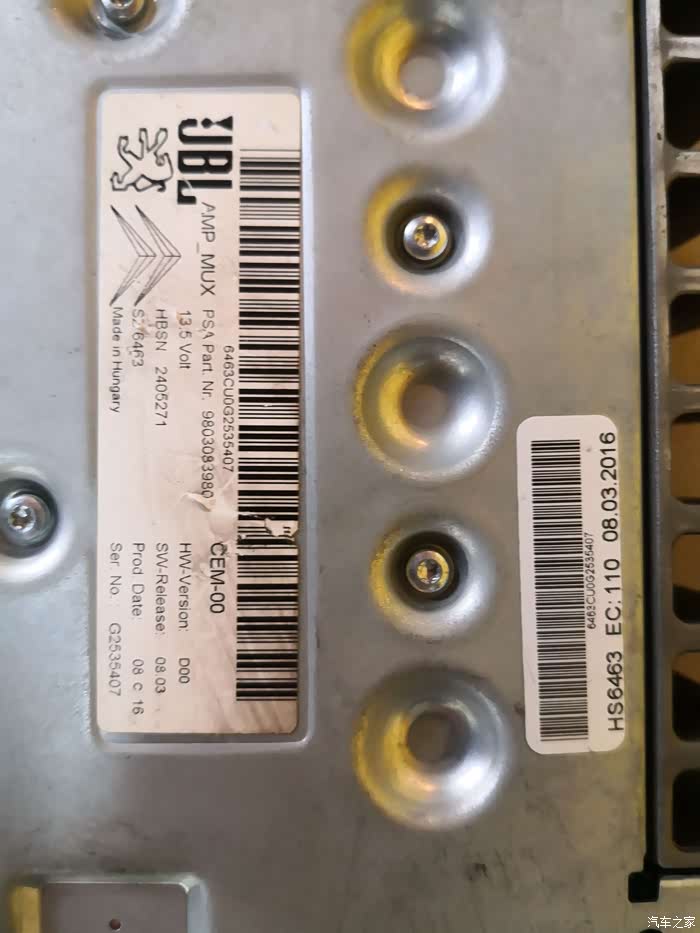 JBL
6463CU0G2535407
AMP_MUX PSA Part. Nr. 9803083980 CEM-00
13.5 Volt HW-Version: D00
HBSN 2405271 SW-Release: 08.03
S276463 Prod. Date: 08 C 16
Made in Hungary Ser. No.: G2535407
6463CU0G2535407
HS6463 EC: 110 08.03.2016
汽车之家